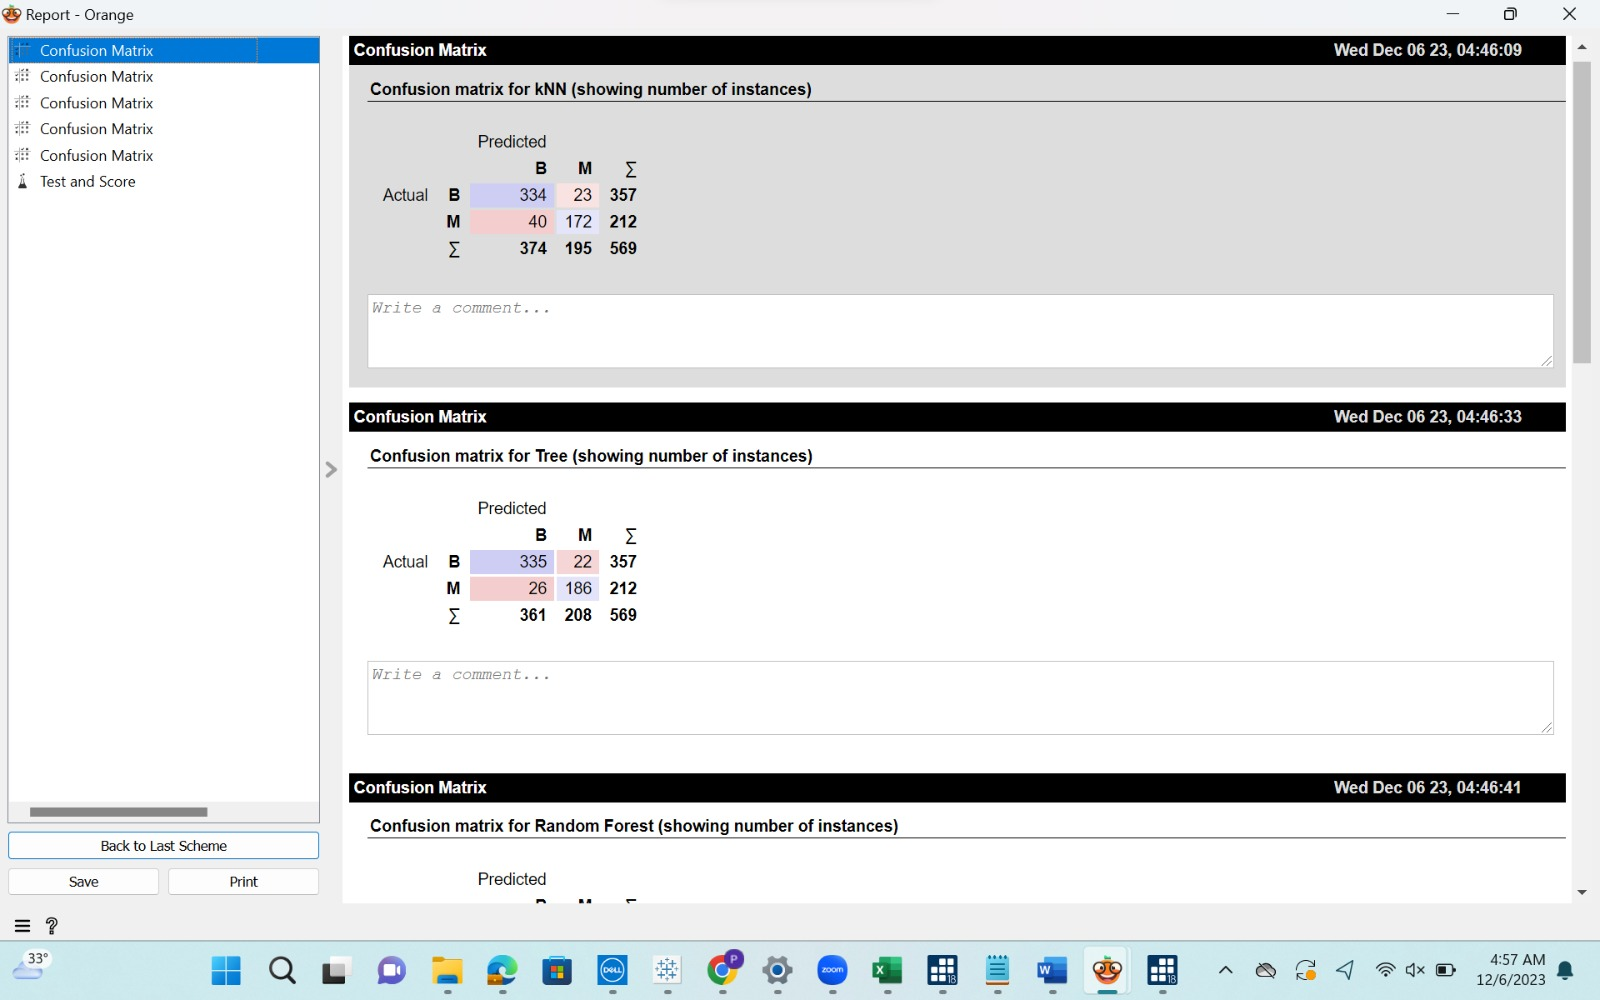 Report - Orange
Confusion Matrix
Confusion Matrix
Confusion Matrix
Confusion Matrix
Confusion Matrix
Test and Score
Back to Last Scheme
Save Print
Confusion Matrix Wed Dec 06 23, 04:46:09
Confusion matrix for kNN (showing number of instances)
Predicted
B M ∑
Actual B 334 23 357
M 40 172 212
∑ 374 195 569
Write a comment...
Confusion Matrix Wed Dec 06 23, 04:46:33
Confusion matrix for Tree (showing number of instances)
Predicted
B M ∑
Actual B 335 22 357
M 26 186 212
∑ 361 208 569
Write a comment...
Confusion Matrix Wed Dec 06 23, 04:46:41
Confusion matrix for Random Forest (showing number of instances)
Predicted
33°
DELL
P
zoom
4:57 AM
12/6/2023